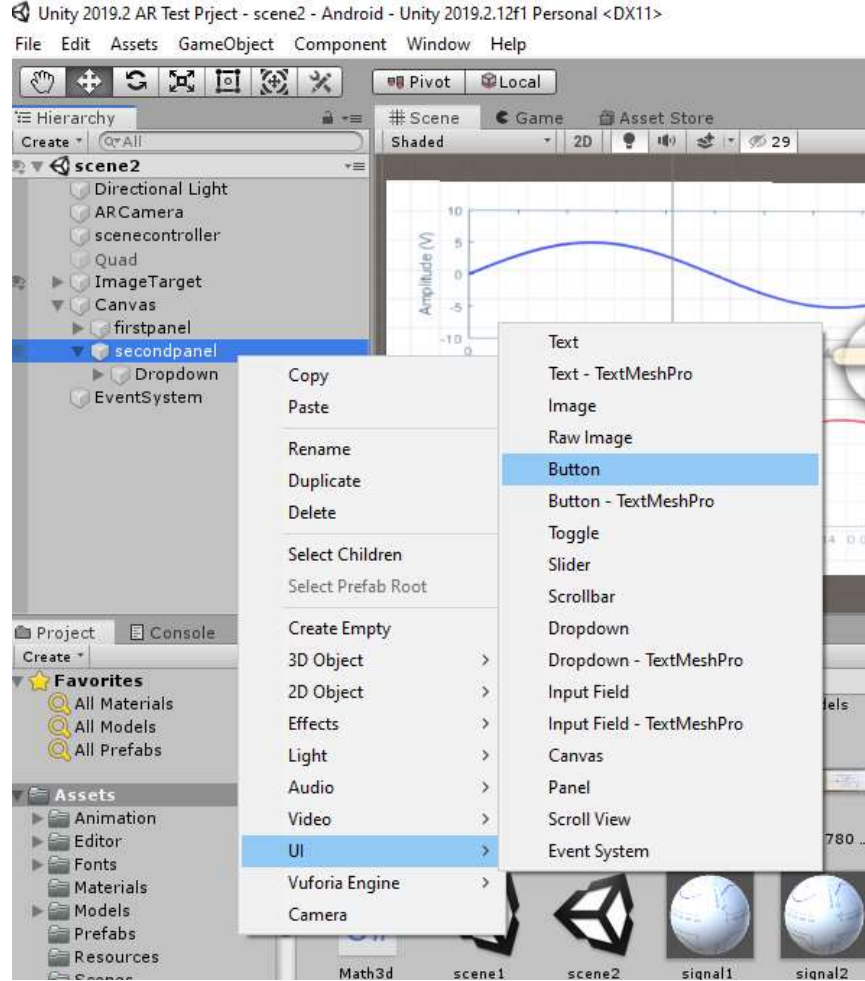 Unity 2019.2 AR Test Prject - scene2 - Android - Unity 2019.2.12f1 Personal <DX11>
File Edit Assets GameObject Component Window Help
Pivot Local
Hierarchy
Create All
scene2
Directional Light
ARCamera
scenecontroller
Quad
ImageTarget
Canvas
firstpanel
secondpanel
Dropdown
EventSystem
Scene Game Asset Store
Shaded 2D 29
Amplitude (V)
10
5
0
-5
-10
0
Copy
Paste
Rename
Duplicate
Delete
Select Children
Select Prefab Root
Create Empty
3D Object
2D Object
Effects
Light
Audio
Video
UI
Vuforia Engine
Camera
Text
Text - TextMeshPro
Image
Raw Image
Button
Button - TextMeshPro
Toggle
Slider
Scrollbar
Dropdown
Dropdown - TextMeshPro
Input Field
Input Field - TextMeshPro
Canvas
Panel
Scroll View
Event System
Project Console
Create
Favorites
All Materials
All Models
All Prefabs
Assets
Animation
Editor
Fonts
Materials
Models
Prefabs
Resources
780 ..
Math3d scene1 scene2 signal1 signal2